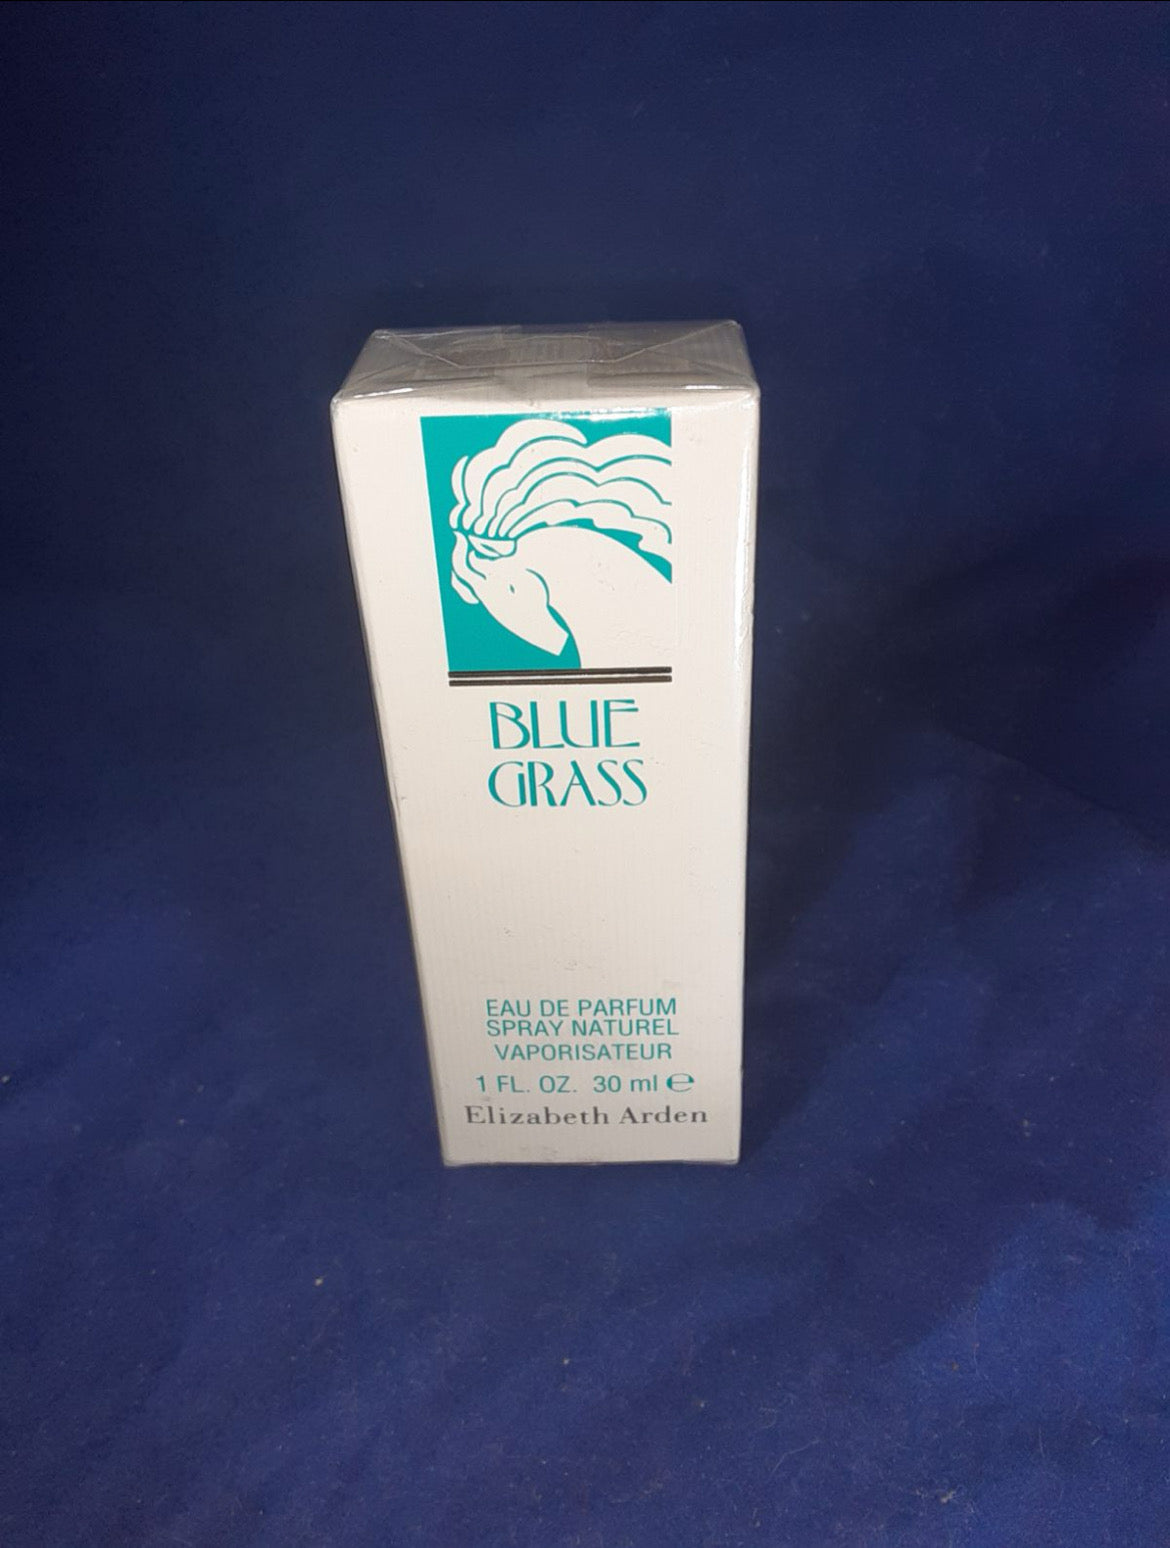 BLUE
GRASS
EAU DE PARFUM
SPRAY NATUREL
VAPORISATEUR
1 FL. OZ. 30 ml ℮
Elizabeth Arden